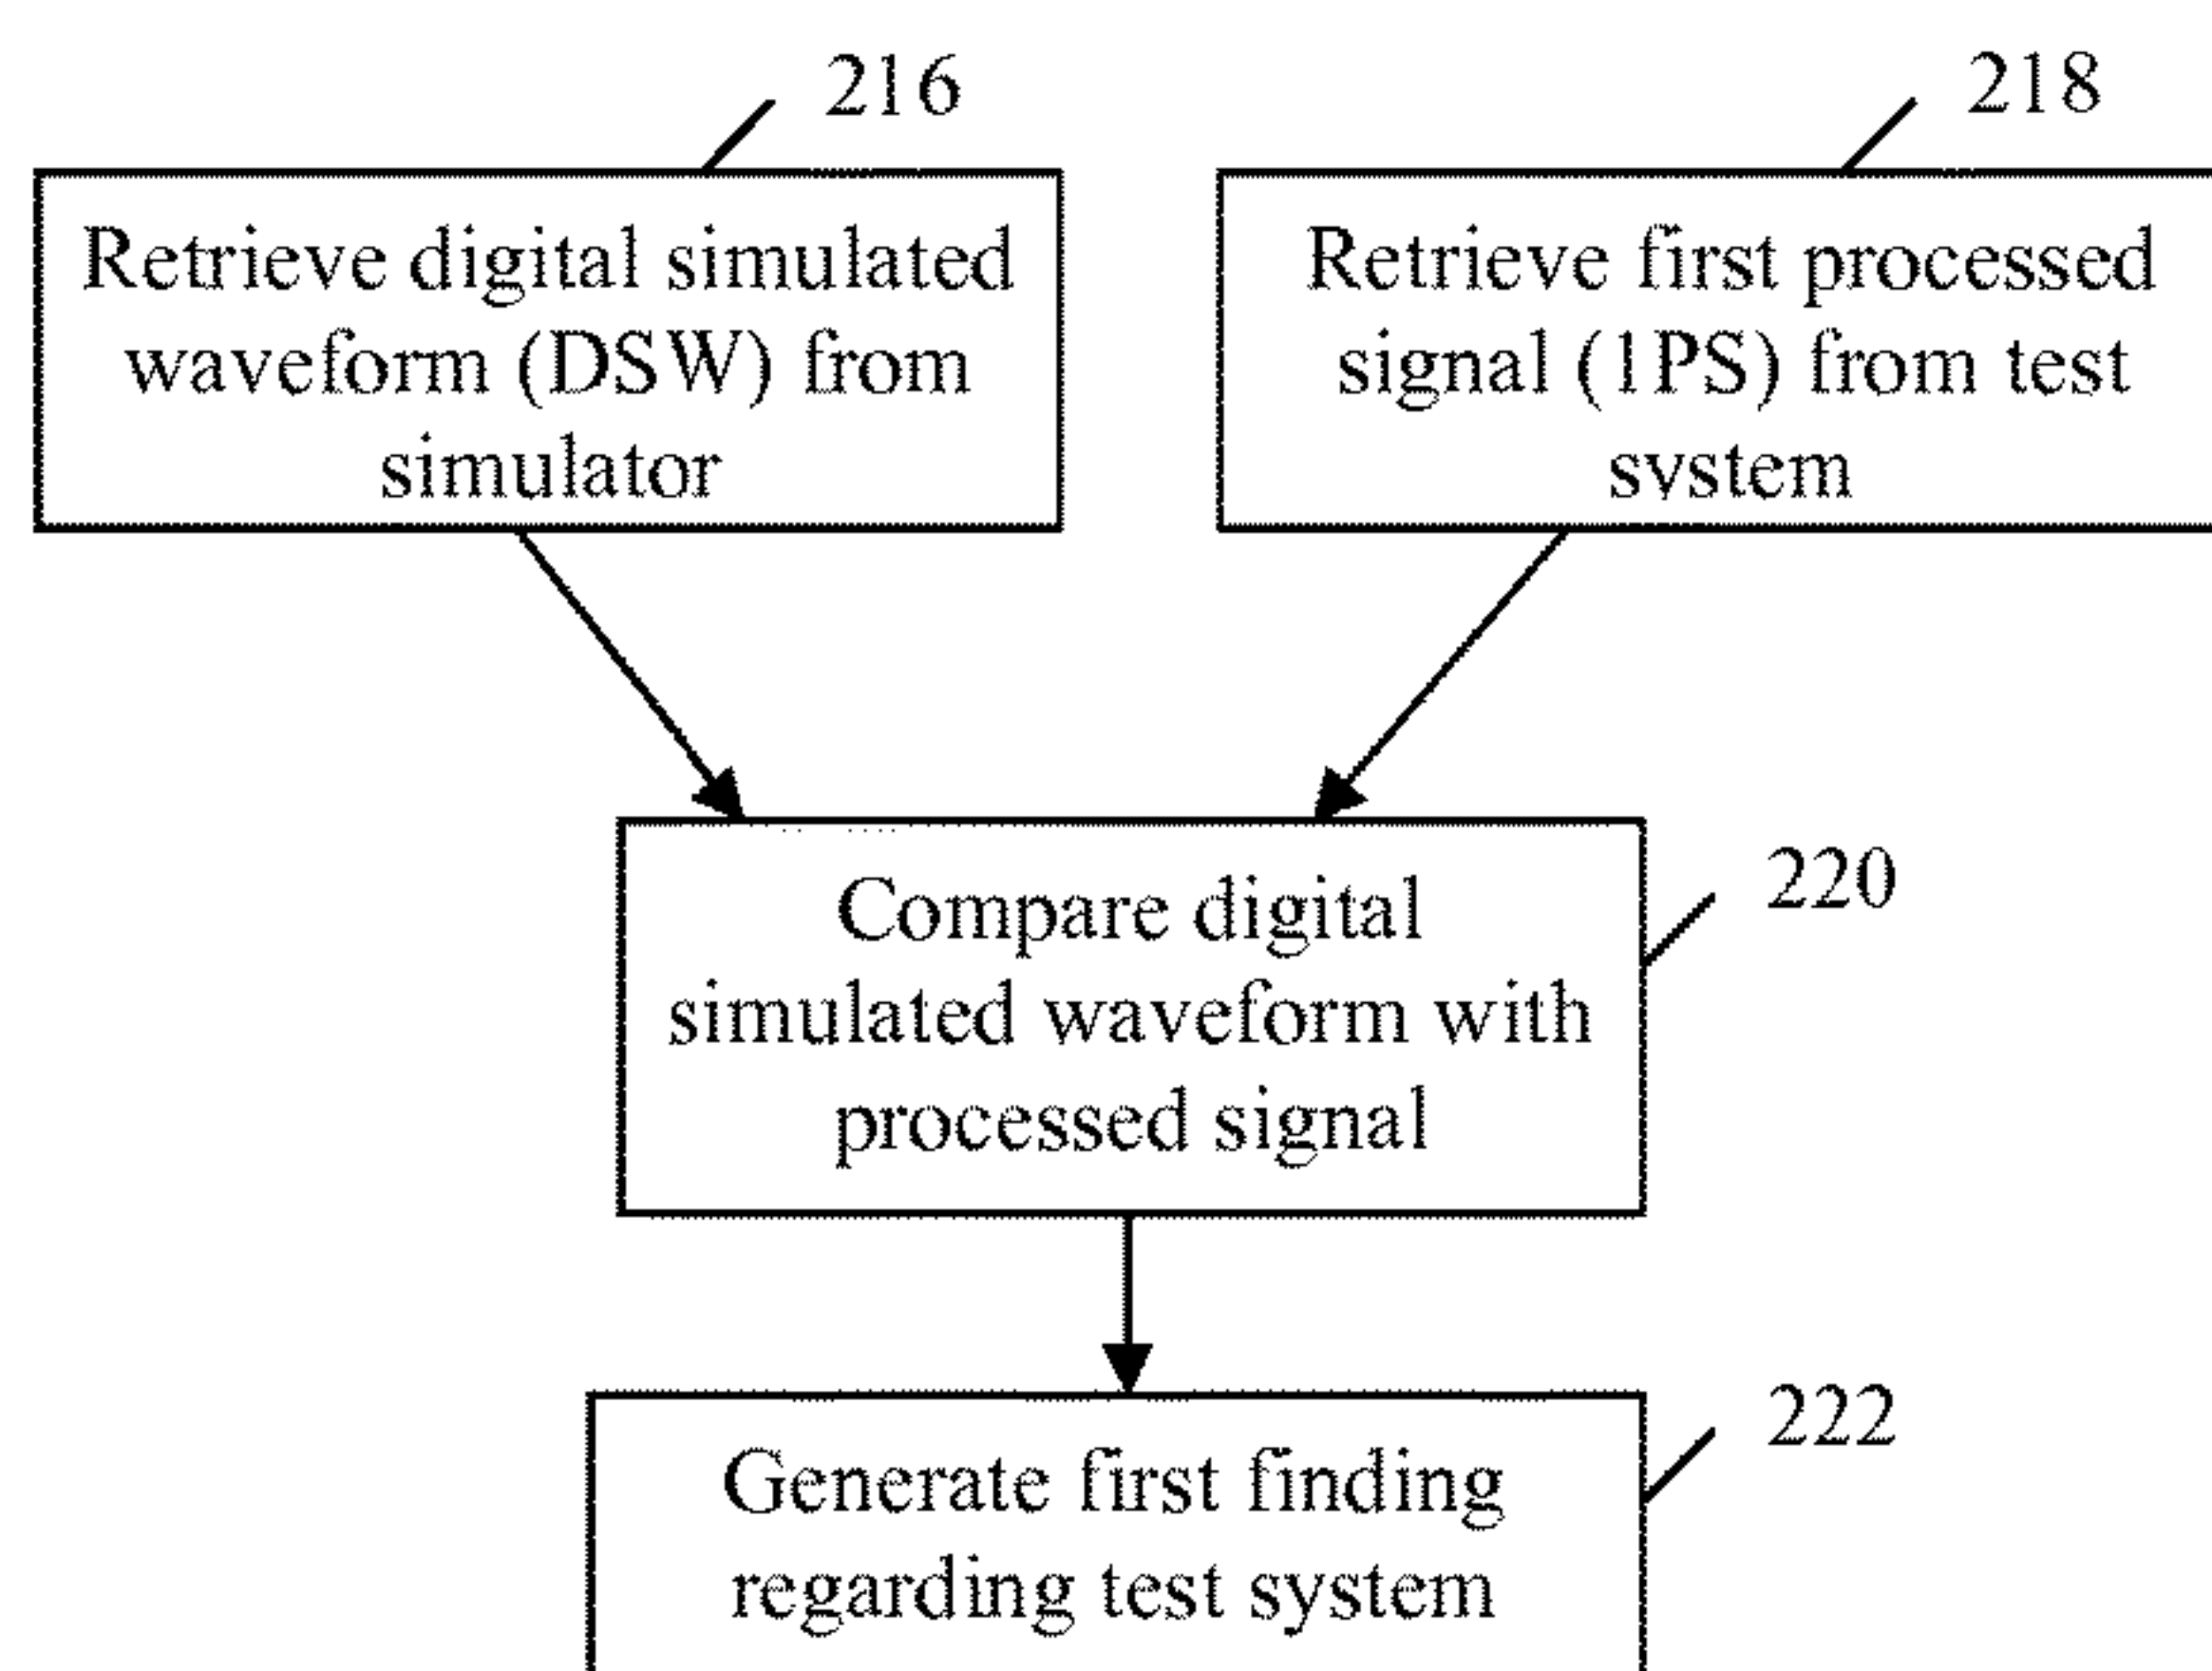 216
Retrieve digital simulated
waveform (DSW) from
simulator
218
Retrieve first processed
signal (1PS) from test
system
220
Compare digital
simulated waveform with
processed signal
222
Generate first finding
regarding test system